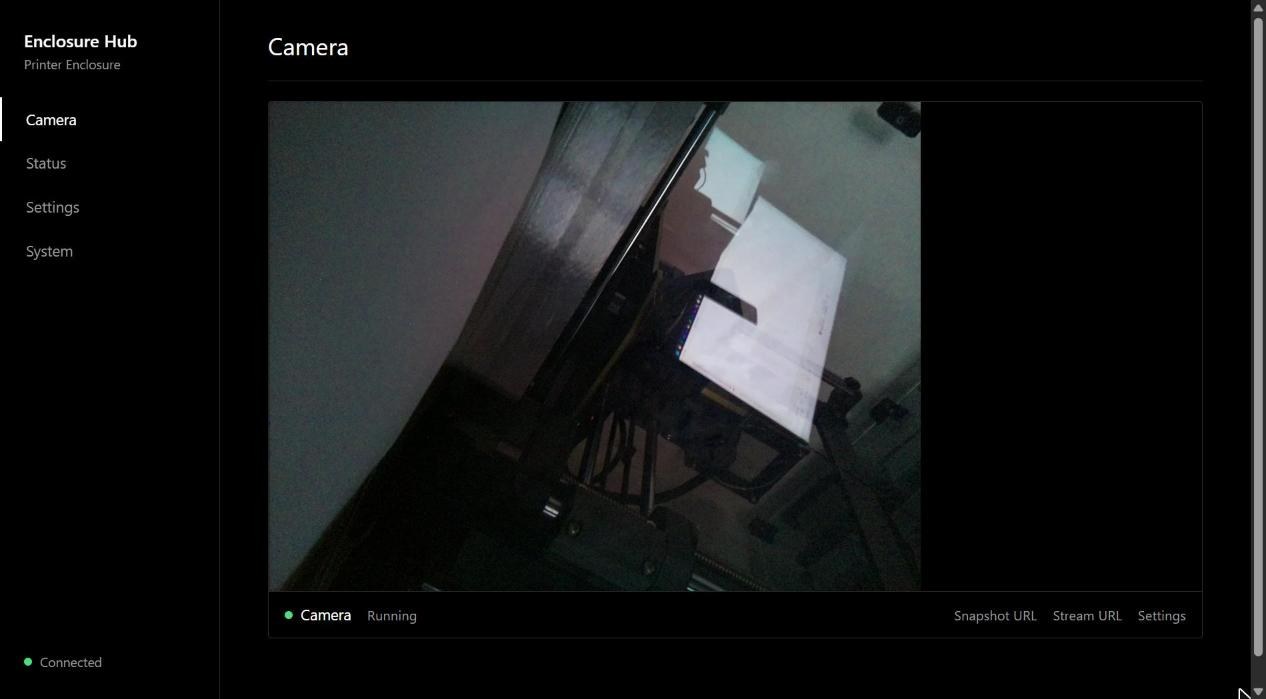 Enclosure Hub
Printer Enclosure
Camera
Status
Settings
System
Connected
Camera
Camera Running
Snapshot URL Stream URL Settings